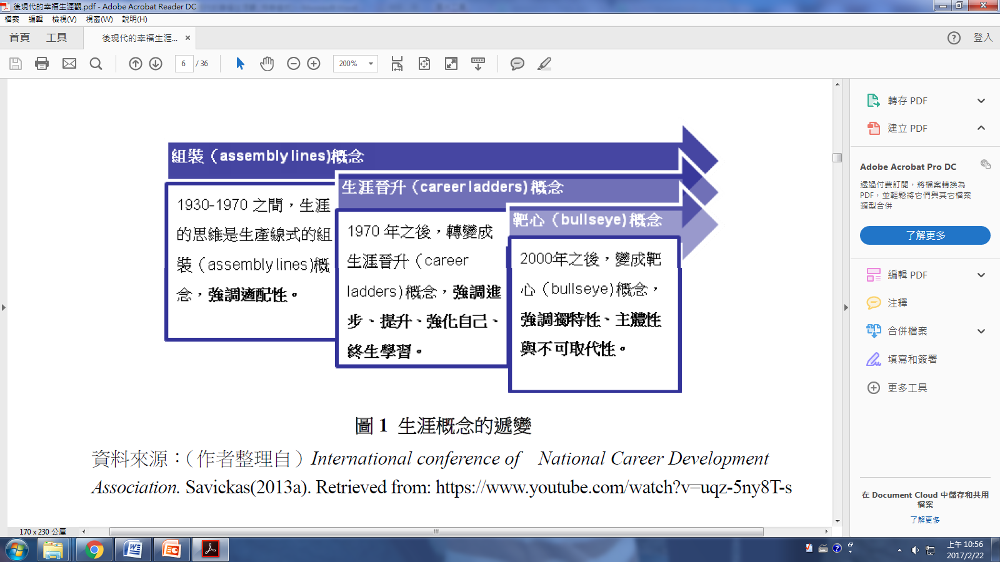 後現代的幸福生涯觀.pdf - Adobe Acrobat Reader DC
檔案 編輯 檢視(V) 視窗(W) 說明(H)
首頁 工具 後現代的幸福生涯... × 登入
6 / 36 200%
組裝（assembly lines)概念
1930-1970 之間，生涯
的思維是生產線式的組
裝（assembly lines)概
念，強調適配性。
生涯晉升（career ladders) 概念
1970 年之後，轉變成
生涯晉升（career
ladders)概念，強調進
步、提升、強化自己、
終生學習。
靶心（bullseye) 概念
2000年之後，變成靶
心（bullseye)概念，
強調獨特性、主體性
與不可取代性。
圖 1 生涯概念的遞變
資料來源：（作者整理自）International conference of National Career Development
Association. Savickas(2013a). Retrieved from: https://www.youtube.com/watch?v=uqz-5ny8T-s
170 x 230 公厘
轉存 PDF
建立 PDF
Adobe Acrobat Pro DC
透過付費訂閱，將檔案轉換為
PDF，並輕鬆將它們與其它檔案
類型合併
了解更多
編輯 PDF
注釋
合併檔案
填寫和簽署
更多工具
在 Document Cloud 中儲存和共用
檔案
了解更多
上午 10:56
2017/2/22